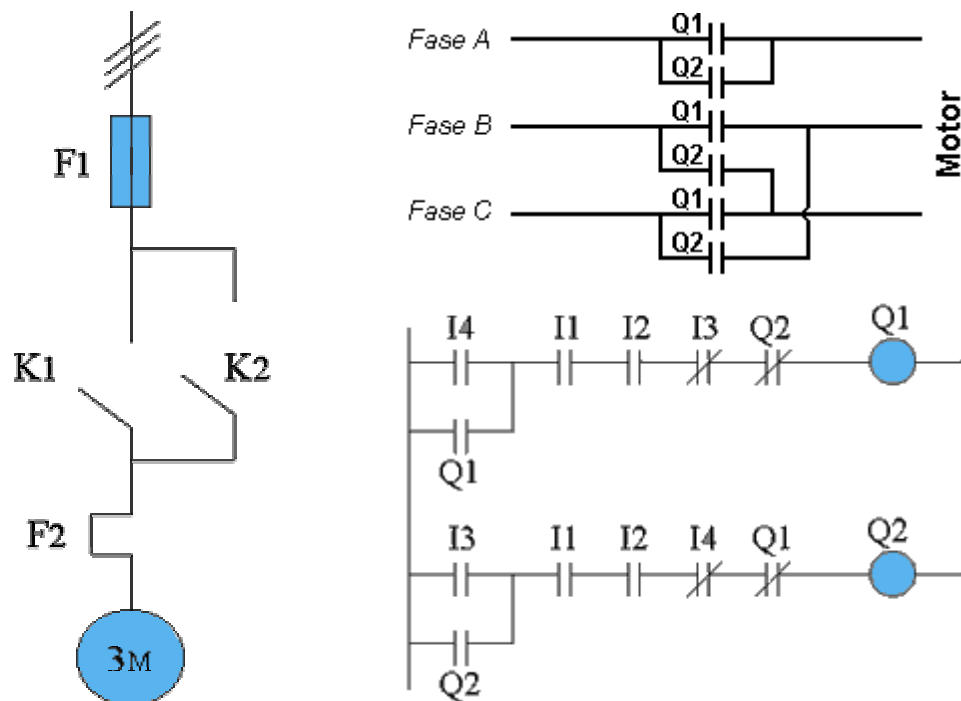 F1
K1 K2
F2
3M
Fase A
Q1
Q2
Fase B
Q1
Q2
Fase C
Q1
Q2
Motor
I4 I1 I2 I3 Q2 Q1
Q1
I3 I1 I2 I4 Q1 Q2
Q2